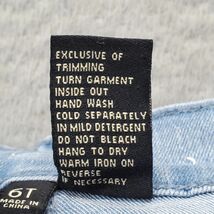 EXCLUSIVE OF
TRIMMING
TURN GARMENT
INSIDE OUT
HAND WASH
COLD SEPARATELY
IN MILD DETERGENT
DO NOT BLEACH
HANG TO DRY
WARM IRON ON
REVERSE
IF NECESSARY
6T
MADE IN
CHINA